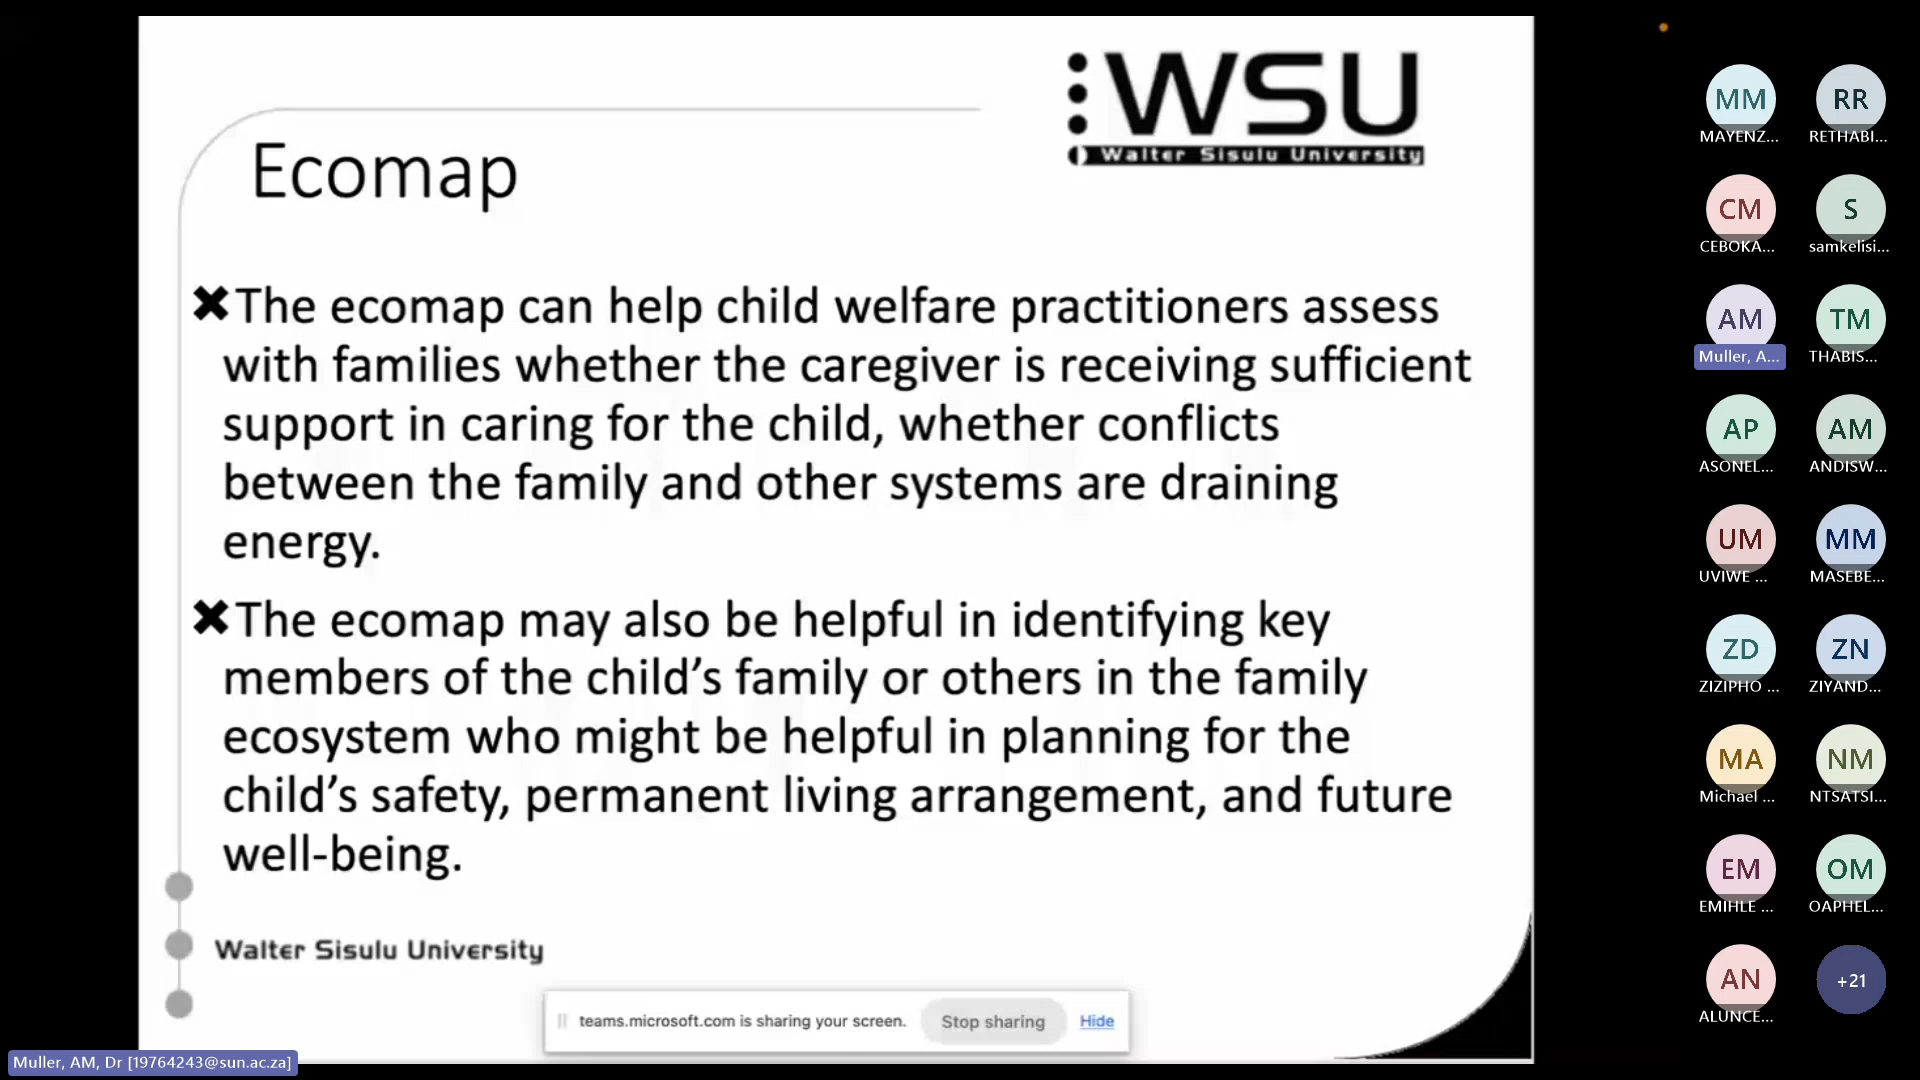 WSU
Walter Sisulu University
Ecomap
✖The ecomap can help child welfare practitioners assess
with families whether the caregiver is receiving sufficient
support in caring for the child, whether conflicts
between the family and other systems are draining
energy.
✖The ecomap may also be helpful in identifying key
members of the child’s family or others in the family
ecosystem who might be helpful in planning for the
child’s safety, permanent living arrangement, and future
well-being.
Walter Sisulu University
teams.microsoft.com is sharing your screen. Stop sharing Hide
Muller, AM, Dr [19764243@sun.ac.za]
MM RR
MAYENZ... RETHABI...
CM S
CEBOKA... samkelisi...
AM TM
Muller, A... THABIS...
AP AM
ASONEL... ANDISW...
UM MM
UVIWE ... MASEBE...
ZD ZN
ZIZIPHO ... ZIYAND...
MA NM
Michael ... NTSATSI...
EM OM
EMIHLE ... OAPHEL...
AN +21
ALUNCE...